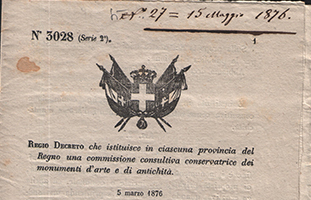 N.° 27 = 15 Maggio 1876.
N° 3028 (Serie 2ª).
1
Regio Decreto che istituisce in ciascuna provincia del
Regno una commissione consultiva conservatrice dei
monumenti d'arte e di antichità.
5 marzo 1876